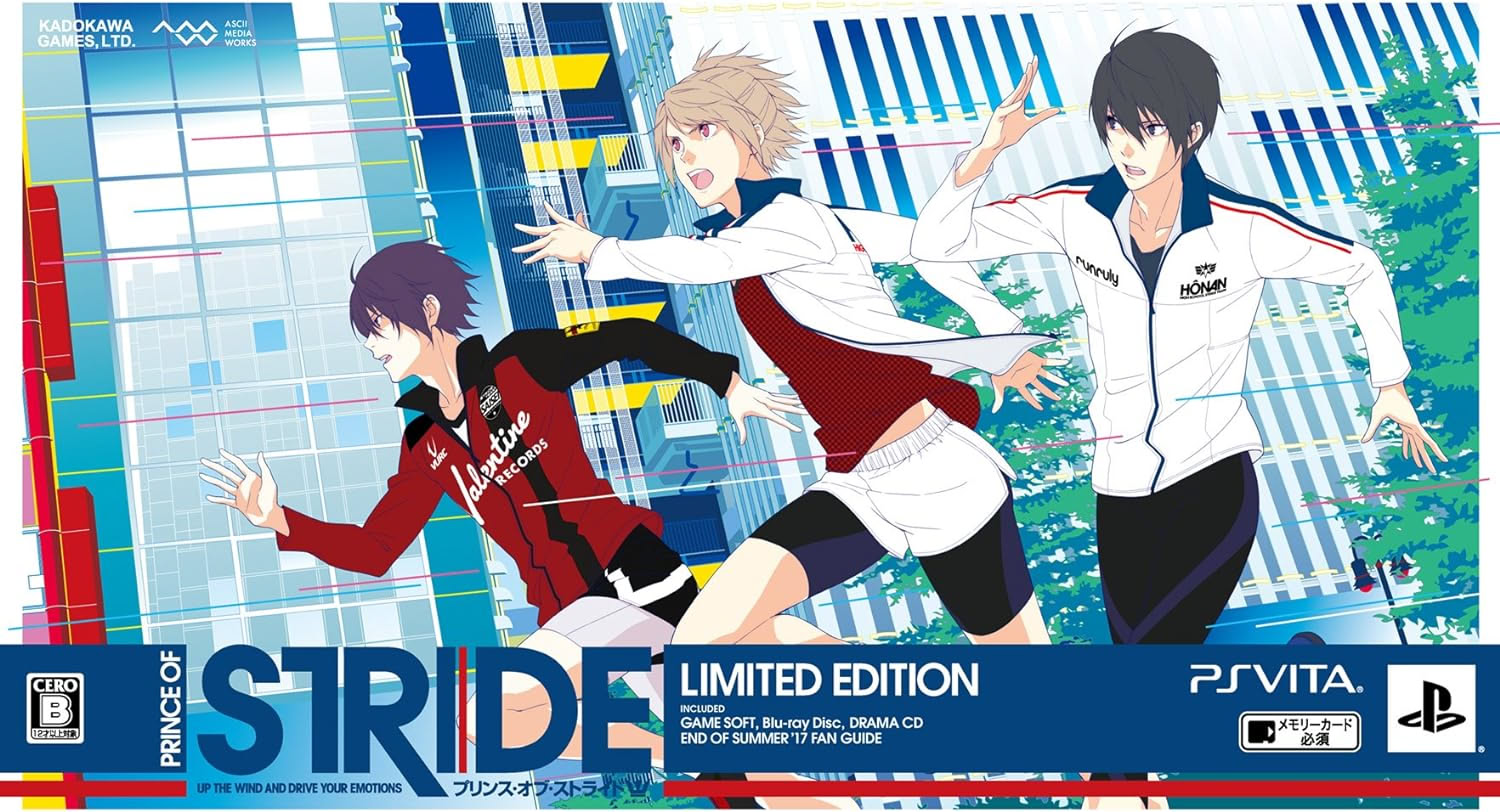 KADOKAWA
GAMES, LTD.
ASCII
MEDIA
WORKS
runruly
HŌNAN
VURC
Valentine
RECORDS
CERO
B
12才以上対象
PRINCE OF
STRIDE
UP THE WIND AND DRIVE YOUR EMOTIONS
プリンス・オブ・ストライド
LIMITED EDITION
INCLUDED
GAME SOFT, Blu-ray Disc, DRAMA CD
END OF SUMMER '17 FAN GUIDE
PSVITA
メモリーカード
必須